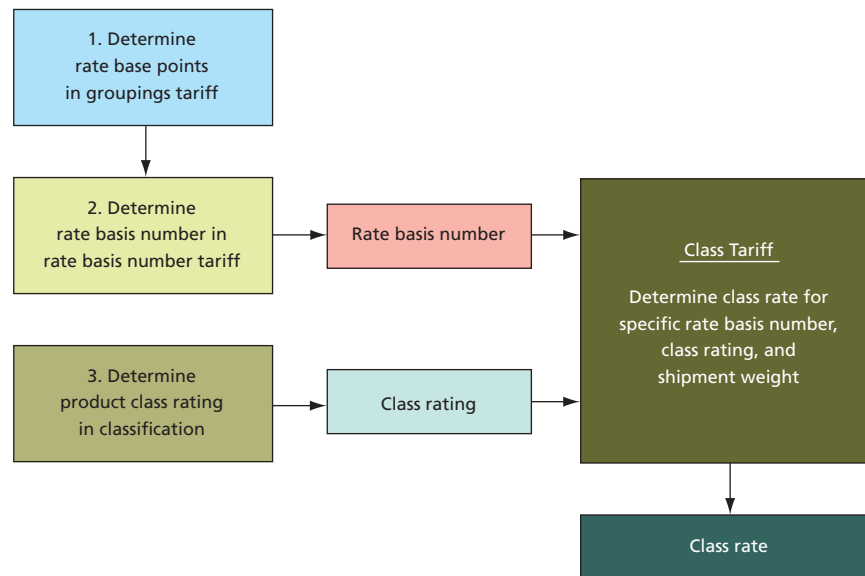 1. Determine
rate base points
in groupings tariff
2. Determine
rate basis number in
rate basis number tariff
Rate basis number
Class Tariff
Determine class rate for
specific rate basis number,
class rating, and
shipment weight
3. Determine
product class rating
in classification
Class rating
Class rate